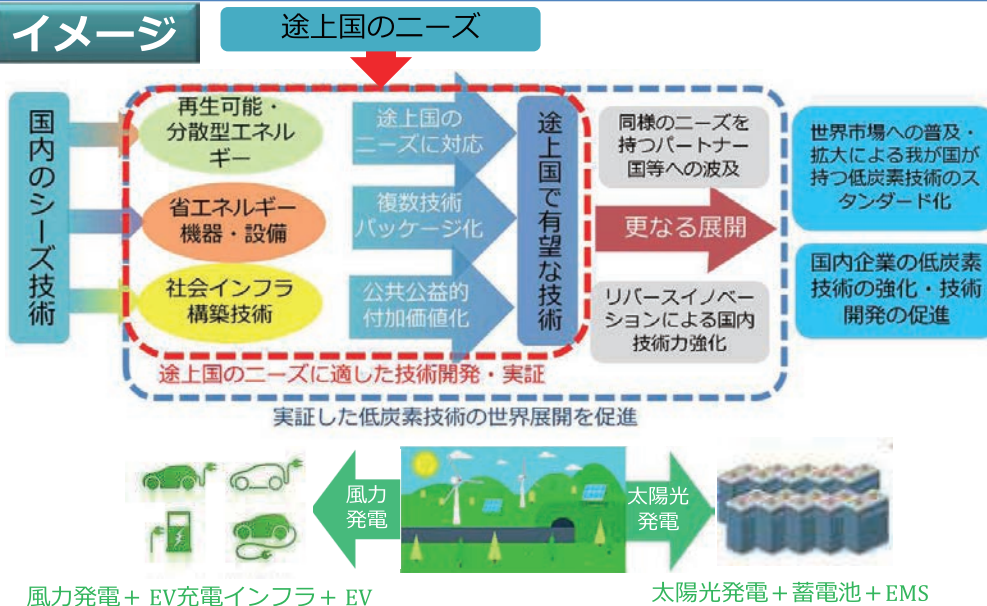 イメージ
途上国のニーズ
国内のシーズ技術
再生可能・
分散型エネル
ギー
省エネルギー
機器・設備
社会インフラ
構築技術
途上国の
ニーズに対応
複数技術
パッケージ化
公共公益的
付加価値化
途上国で有望な技術
同様のニーズを
持つパートナー
国等への波及
更なる展開
リバースイノベー
ションによる国内
技術力強化
世界市場への普及・
拡大による我が国が
持つ低炭素技術のス
タンダード化
国内企業の低炭素
技術の強化・技術
開発の促進
途上国のニーズに適した技術開発・実証
実証した低炭素技術の世界展開を促進
風力
発電
太陽光
発電
風力発電＋ EV充電インフラ＋ EV
太陽光発電＋蓄電池＋EMS